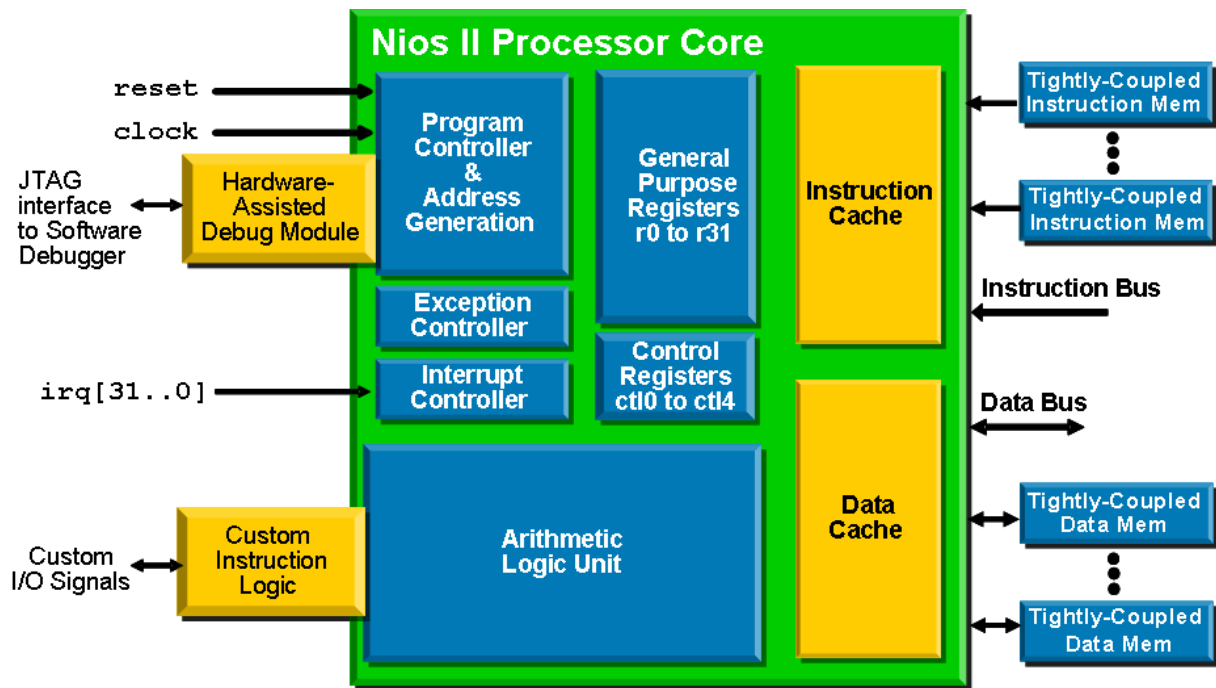 Nios II Processor Core
reset
clock
JTAG
interface
to Software
Debugger
Hardware-
Assisted
Debug Module
Program
Controller
&
Address
Generation
General
Purpose
Registers
r0 to r31
Instruction
Cache
Tightly-Coupled
Instruction Mem
Tightly-Coupled
Instruction Mem
Exception
Controller
Instruction Bus
irq[31..0]
Interrupt
Controller
Control
Registers
ctl0 to ctl4
Data Bus
Custom
I/O Signals
Custom
Instruction
Logic
Arithmetic
Logic Unit
Data
Cache
Tightly-Coupled
Data Mem
Tightly-Coupled
Data Mem